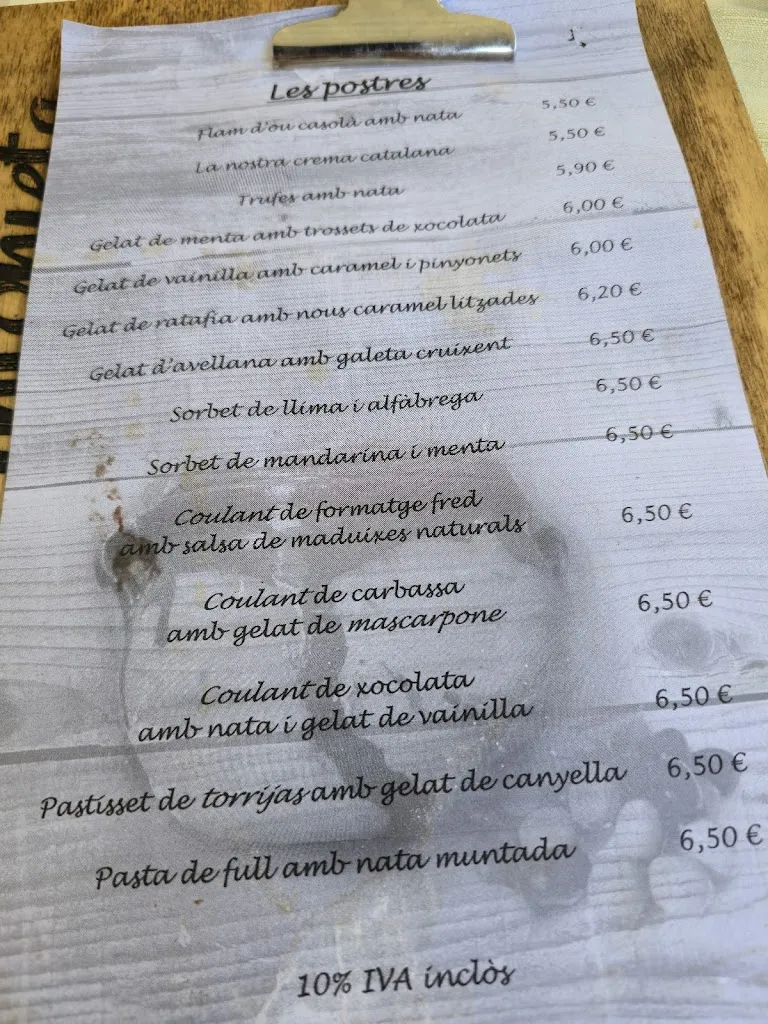 Les postres
Flam d'ou casolà amb nata 5,50 €
La nostra crema catalana 5,50 €
Trufes amb nata 5,90 €
Gelat de menta amb trossets de xocolata 6,00 €
Gelat de vainilla amb caramel i pinyonets 6,00 €
Gelat de ratafia amb nous caramel·litzades 6,20 €
Gelat d'avellana amb galeta cruixent 6,50 €
Sorbet de llima i alfàbrega 6,50 €
Sorbet de mandarina i menta 6,50 €
Coulant de formatge fred
amb salsa de maduixes naturals 6,50 €
Coulant de carbassa
amb gelat de mascarpone 6,50 €
Coulant de xocolata
amb nata i gelat de vainilla 6,50 €
Pastisset de torrijas amb gelat de canyella 6,50 €
Pasta de full amb nata muntada 6,50 €
10% IVA inclòs